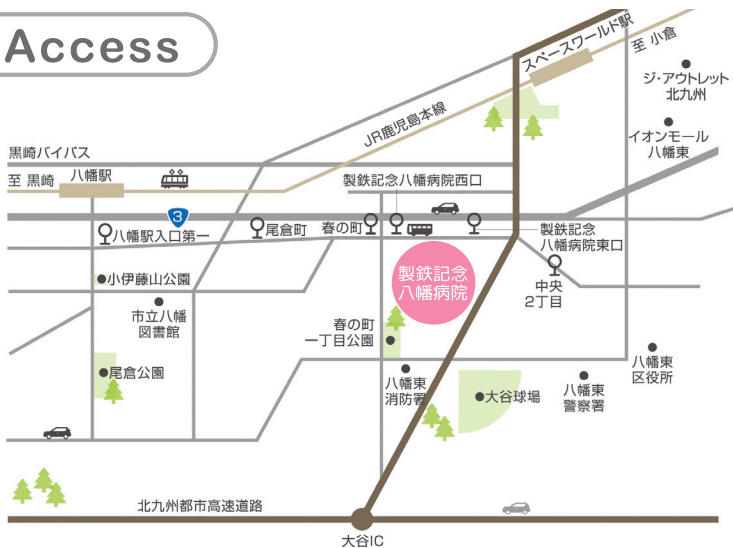 Access
スペースワールド駅
至 小倉
ジ・アウトレット
北九州
JR鹿児島本線
イオンモール
八幡東
黒崎バイパス
至 黒崎
八幡駅
製鉄記念八幡病院西口
3
八幡駅入口第一
尾倉町
春の町
製鉄記念
八幡病院東口
製鉄記念
八幡病院
中央
2丁目
小伊藤山公園
市立八幡
図書館
春の町
一丁目公園
尾倉公園
八幡東
消防署
大谷球場
八幡東
警察署
八幡東
区役所
北九州都市高速道路
大谷IC